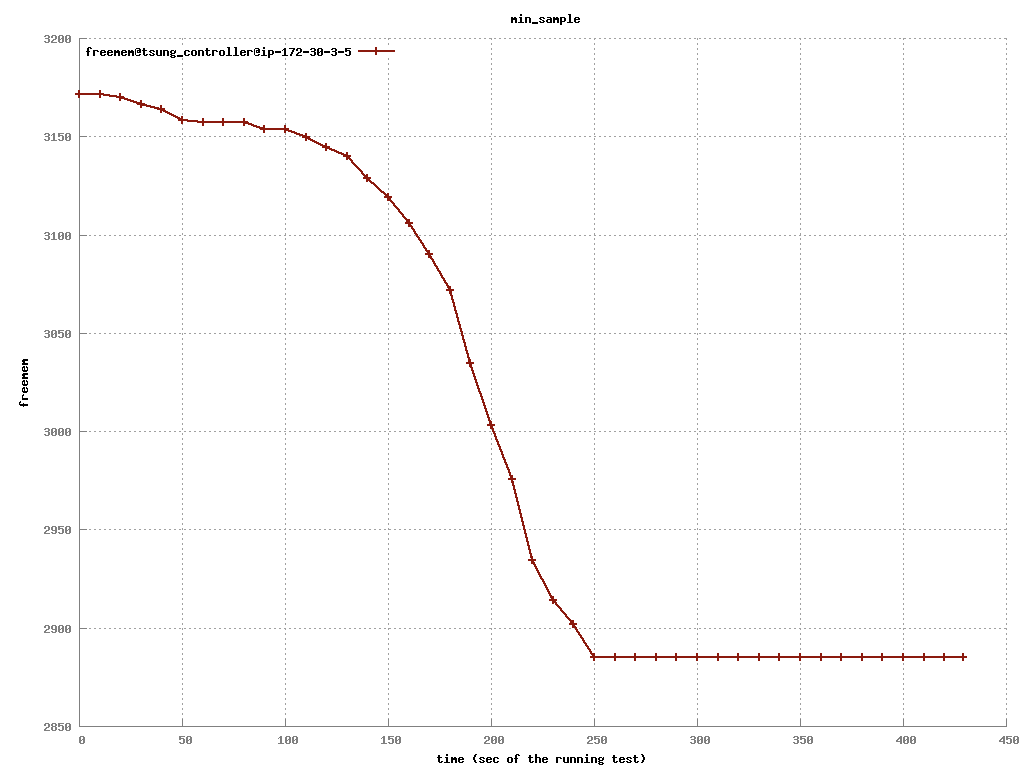 min_sample
freemem@tsung_controller@ip-172-30-3-5
3200
3150
3100
3050
3000
2950
2900
2850
freemem
0 50 100 150 200 250 300 350 400 450
time (sec of the running test)